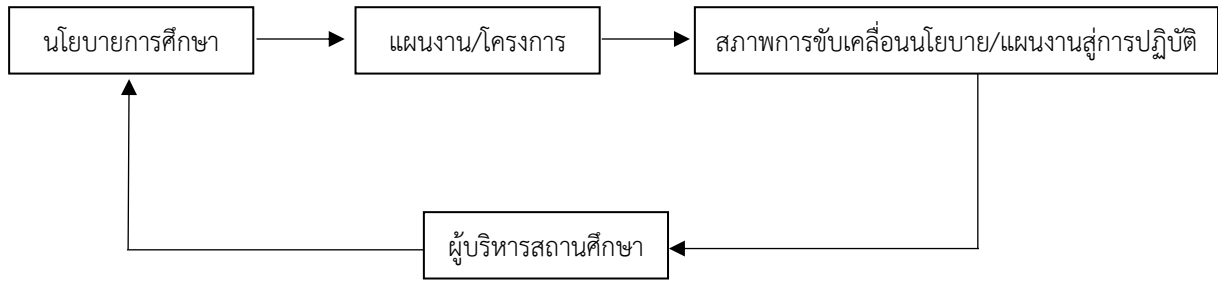 นโยบายการศึกษา
แผนงาน/โครงการ
สภาพการขับเคลื่อนนโยบาย/แผนงานสู่การปฏิบัติ
ผู้บริหารสถานศึกษา